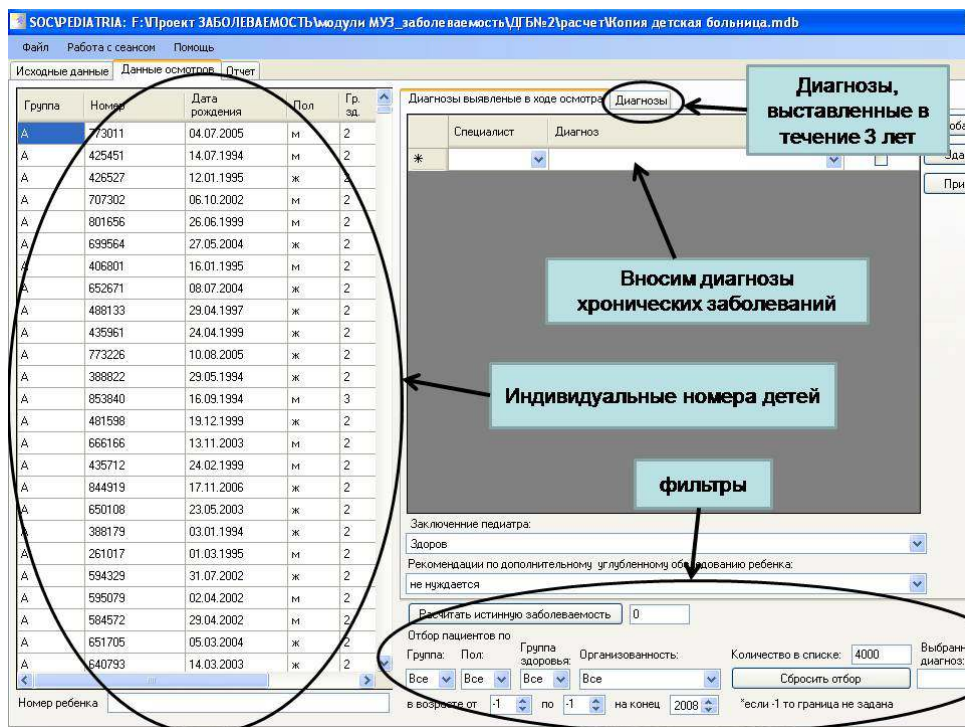 SOC\PEDIATRIA: F:\Проект ЗАБОЛЕВАЕМОСТЬ\модули МУЗ_заболеваемость\ДГБ№2\расчет\Копия детская больница.mdb
Файл Работа с сеансом Помощь
Исходные данные Данные осмотров Отчет
Группа Номер Дата рождения Пол Гр. зд.
А 773011 04.07.2005 м 2
А 425451 14.07.1994 м 2
А 426527 12.01.1995 ж 2
А 707302 06.10.2002 м 2
А 801656 26.06.1999 м 2
А 699564 27.05.2004 ж 2
А 406801 16.01.1995 м 2
А 652671 08.07.2004 ж 2
А 488133 29.04.1997 ж 2
А 435961 24.04.1999 ж 2
А 773226 10.08.2005 ж 2
А 388822 29.05.1994 ж 2
А 853840 16.09.1994 м 3
А 481598 19.12.1999 ж 2
А 666166 13.11.2003 м 2
А 435712 24.02.1999 м 2
А 844919 17.11.2006 ж 2
А 650108 23.05.2003 ж 2
А 388179 03.01.1994 ж 2
А 261017 01.03.1995 м 2
А 594329 31.07.2002 ж 2
А 595079 02.04.2002 м 2
А 584572 29.04.2002 м 2
А 651705 05.03.2004 ж 2
А 640793 14.03.2003 ж 2
Номер ребенка
Диагнозы выявленые в ходе осмотра Диагнозы
Специалист Диагноз
Диагнозы,
выставленные в
течение 3 лет
При
Вносим диагнозы
хронических заболеваний
Индивидуальные номера детей
фильтры
Заключенние педиатра:
Здоров
Рекомендации по дополнительному углубленному обследованию ребенка:
не нуждается
Расчитать истинную заболеваемость 0
Отбор пациентов по
Группа: Пол: Группа здоровья: Организованность: Количество в списке: 4000 Выбранн
диагноз:
Все Все Все Все Сбросить отбор
в возрасте от -1 по -1 на конец 2008 *если -1 то граница не задана